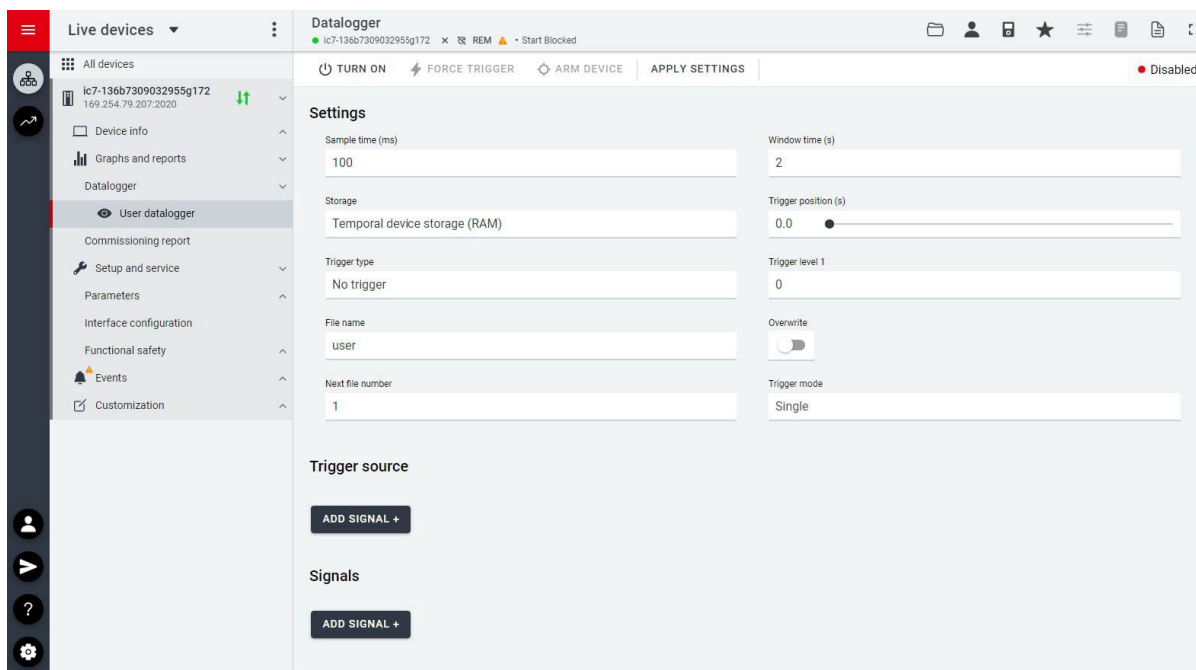 Live devices
All devices
ic7-136b7309032955g172
169.254.79.207:2020
Device info
Graphs and reports
Datalogger
User datalogger
Commissioning report
Setup and service
Parameters
Interface configuration
Functional safety
Events
Customization
Datalogger
ic7-136b7309032955g172 REM • Start Blocked
TURN ON FORCE TRIGGER ARM DEVICE APPLY SETTINGS Disabled
Settings
Sample time (ms) Window time (s)
100 2
Storage Trigger position (s)
Temporal device storage (RAM) 0.0
Trigger type Trigger level 1
No trigger 0
File name Overwrite
user
Next file number Trigger mode
1 Single
Trigger source
ADD SIGNAL +
Signals
ADD SIGNAL +